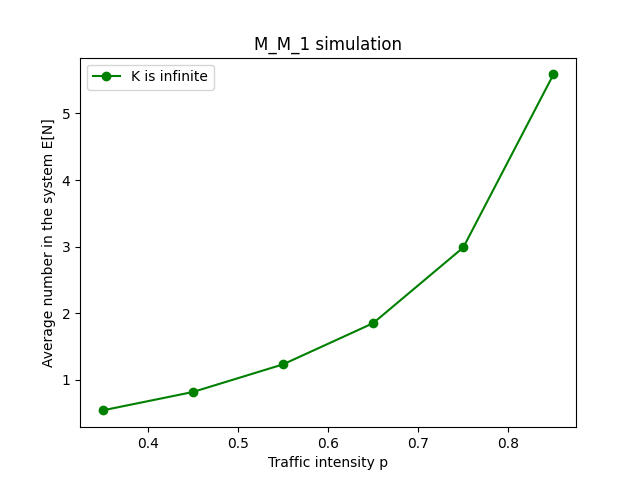 M_M_1 simulation
K is infinite
Average number in the system E[N]
5
4
3
2
1
0.4 0.5 0.6 0.7 0.8
Traffic intensity p